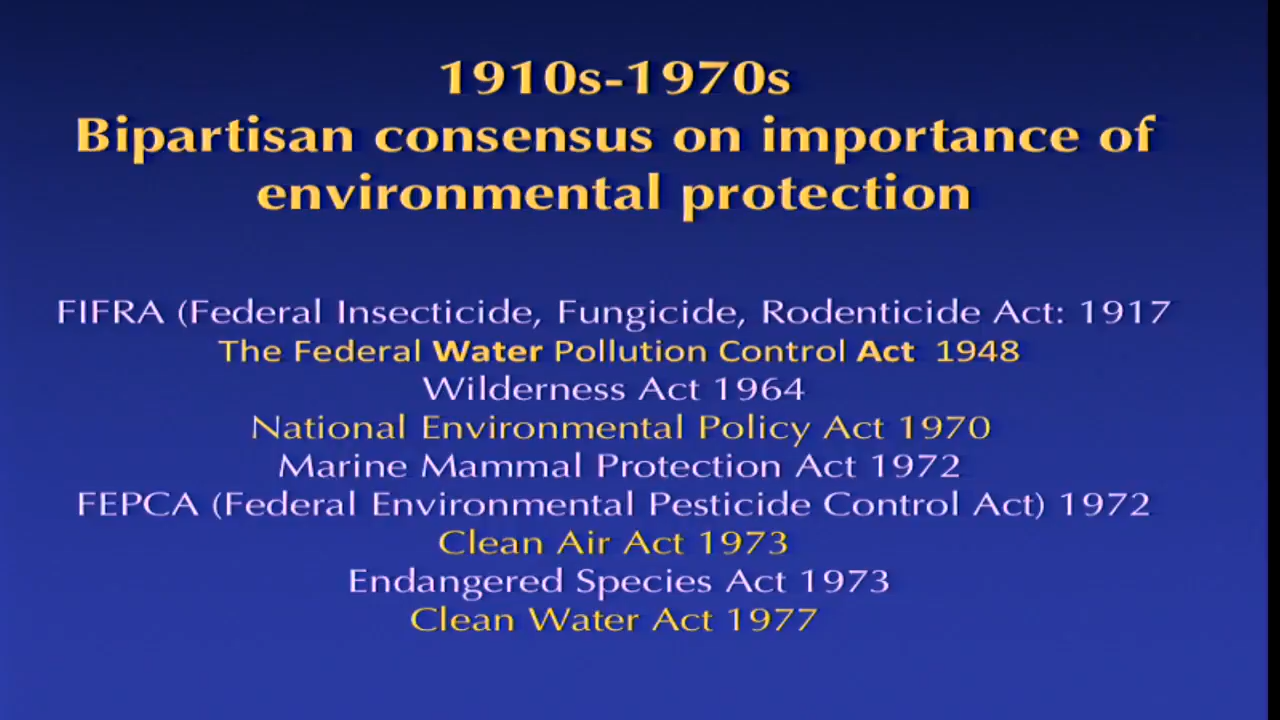 1910s-1970s
Bipartisan consensus on importance of
environmental protection
FIFRA (Federal Insecticide, Fungicide, Rodenticide Act: 1917
The Federal Water Pollution Control Act 1948
Wilderness Act 1964
National Environmental Policy Act 1970
Marine Mammal Protection Act 1972
FEPCA (Federal Environmental Pesticide Control Act) 1972
Clean Air Act 1973
Endangered Species Act 1973
Clean Water Act 1977